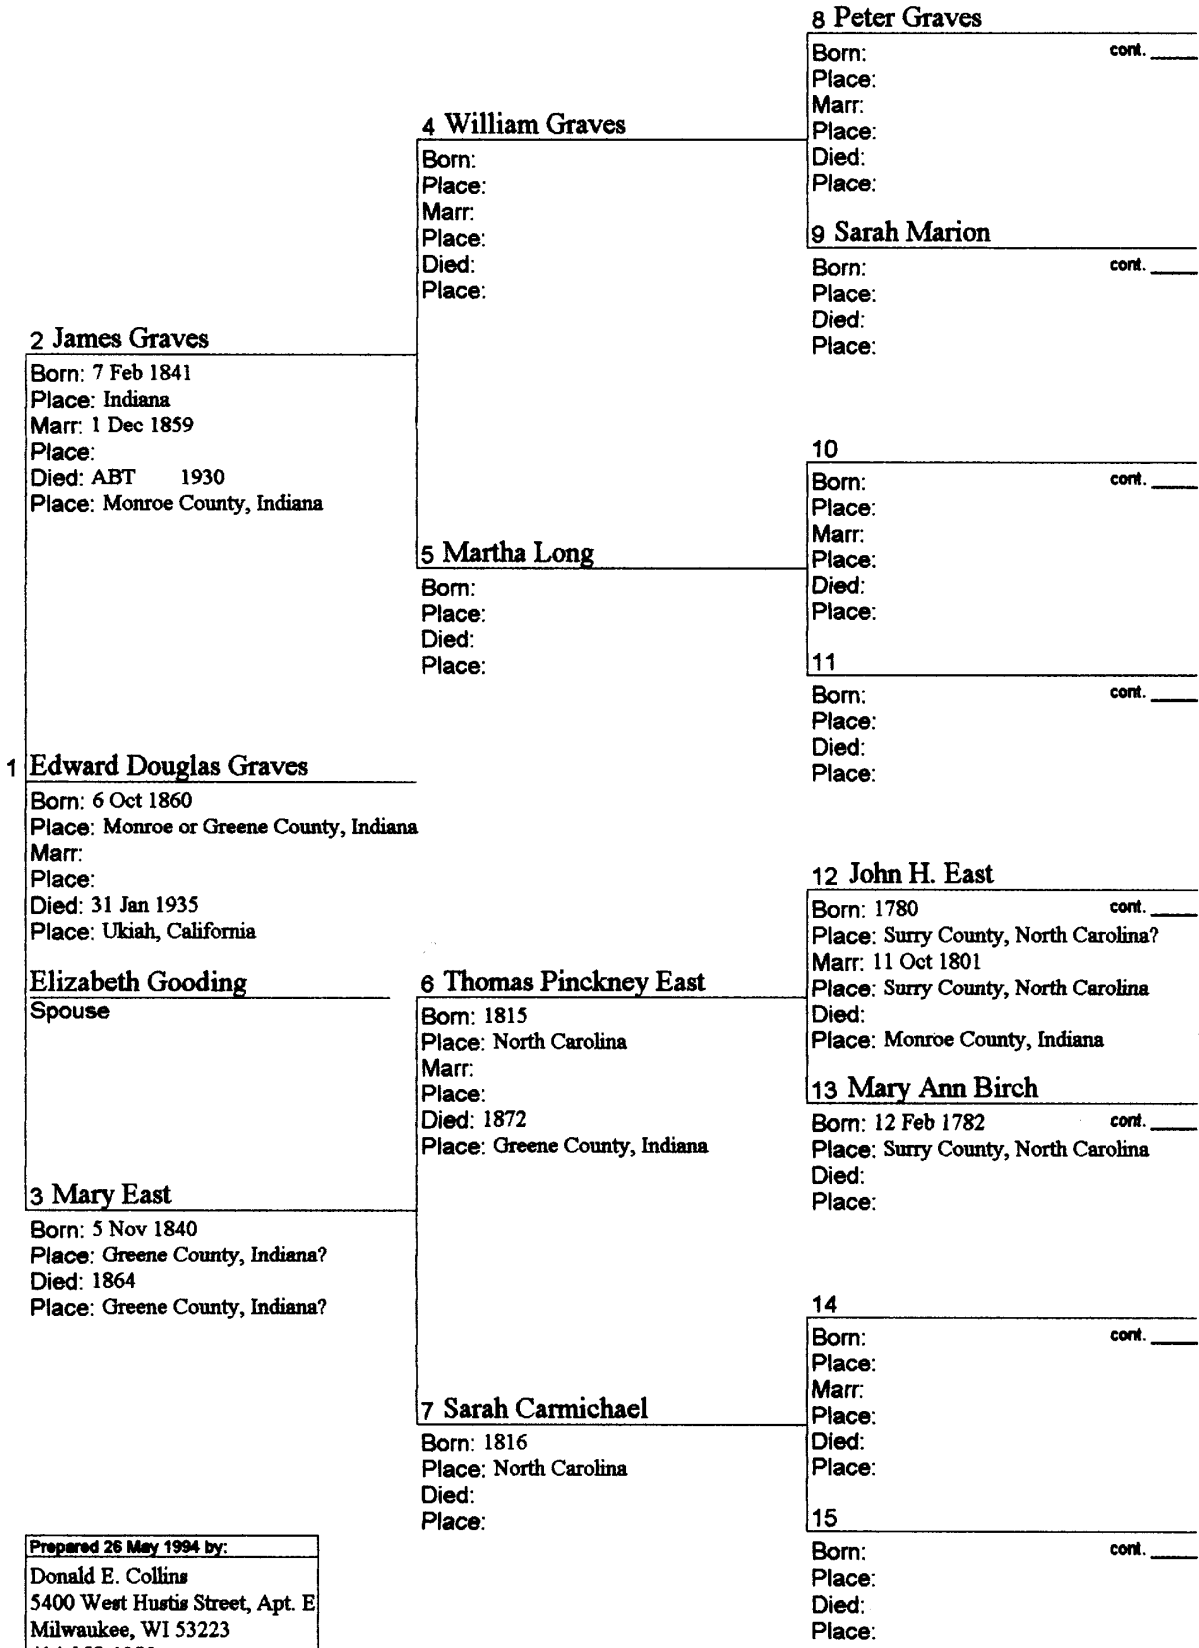 8 Peter Graves
Born: cont.
Place:
Marr:
Place:
Died:
Place:
4 William Graves
Born:
Place:
Marr:
Place:
Died:
Place:
9 Sarah Marion
Born: cont.
Place:
Died:
Place:
2 James Graves
Born: 7 Feb 1841
Place: Indiana
Marr: 1 Dec 1859
Place:
Died: ABT 1930
Place: Monroe County, Indiana
10
Born: cont.
Place:
Marr:
Place:
Died:
Place:
5 Martha Long
Born:
Place:
Died:
Place:
11
Born: cont.
Place:
Died:
Place:
1 Edward Douglas Graves
Born: 6 Oct 1860
Place: Monroe or Greene County, Indiana
Marr:
Place:
Died: 31 Jan 1935
Place: Ukiah, California
Elizabeth Gooding
Spouse
12 John H. East
Born: 1780 cont.
Place: Surry County, North Carolina?
Marr: 11 Oct 1801
Place: Surry County, North Carolina
Died:
Place: Monroe County, Indiana
6 Thomas Pinckney East
Born: 1815
Place: North Carolina
Marr:
Place:
Died: 1872
Place: Greene County, Indiana
13 Mary Ann Birch
Born: 12 Feb 1782 cont.
Place: Surry County, North Carolina
Died:
Place:
3 Mary East
Born: 5 Nov 1840
Place: Greene County, Indiana?
Died: 1864
Place: Greene County, Indiana?
14
Born: cont.
Place:
Marr:
Place:
Died:
Place:
7 Sarah Carmichael
Born: 1816
Place: North Carolina
Died:
Place:
15
Born: cont.
Place:
Died:
Place:
Prepared 26 May 1994 by:
Donald E. Collins
5400 West Hustis Street, Apt. E
Milwaukee, WI 53223